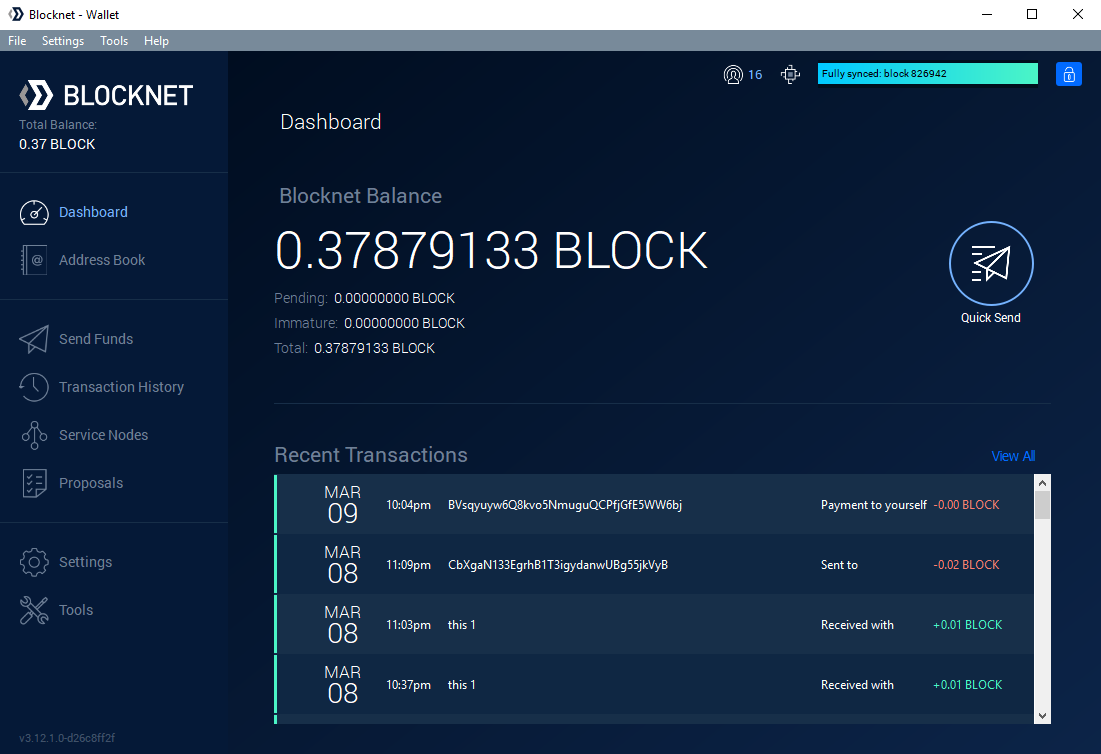 Blocknet - Wallet
File Settings Tools Help
BLOCKNET
Total Balance:
0.37 BLOCK
Dashboard
Address Book
Send Funds
Transaction History
Service Nodes
Proposals
Settings
Tools
v3.12.1.0-d26c8ff2f
16
Fully synced: block 826942
Dashboard
Blocknet Balance
0.37879133 BLOCK
Pending: 0.00000000 BLOCK
Immature: 0.00000000 BLOCK
Total: 0.37879133 BLOCK
Quick Send
Recent Transactions View All
MAR 09 10:04pm BVsqyuyw6Q8kvo5NmuguQCPfjGfE5WW6bj Payment to yourself -0.00 BLOCK
MAR 08 11:09pm CbXgaN133EgrhB1T3igydanwUBg55jkVyB Sent to -0.02 BLOCK
MAR 08 11:03pm this 1 Received with +0.01 BLOCK
MAR 08 10:37pm this 1 Received with +0.01 BLOCK